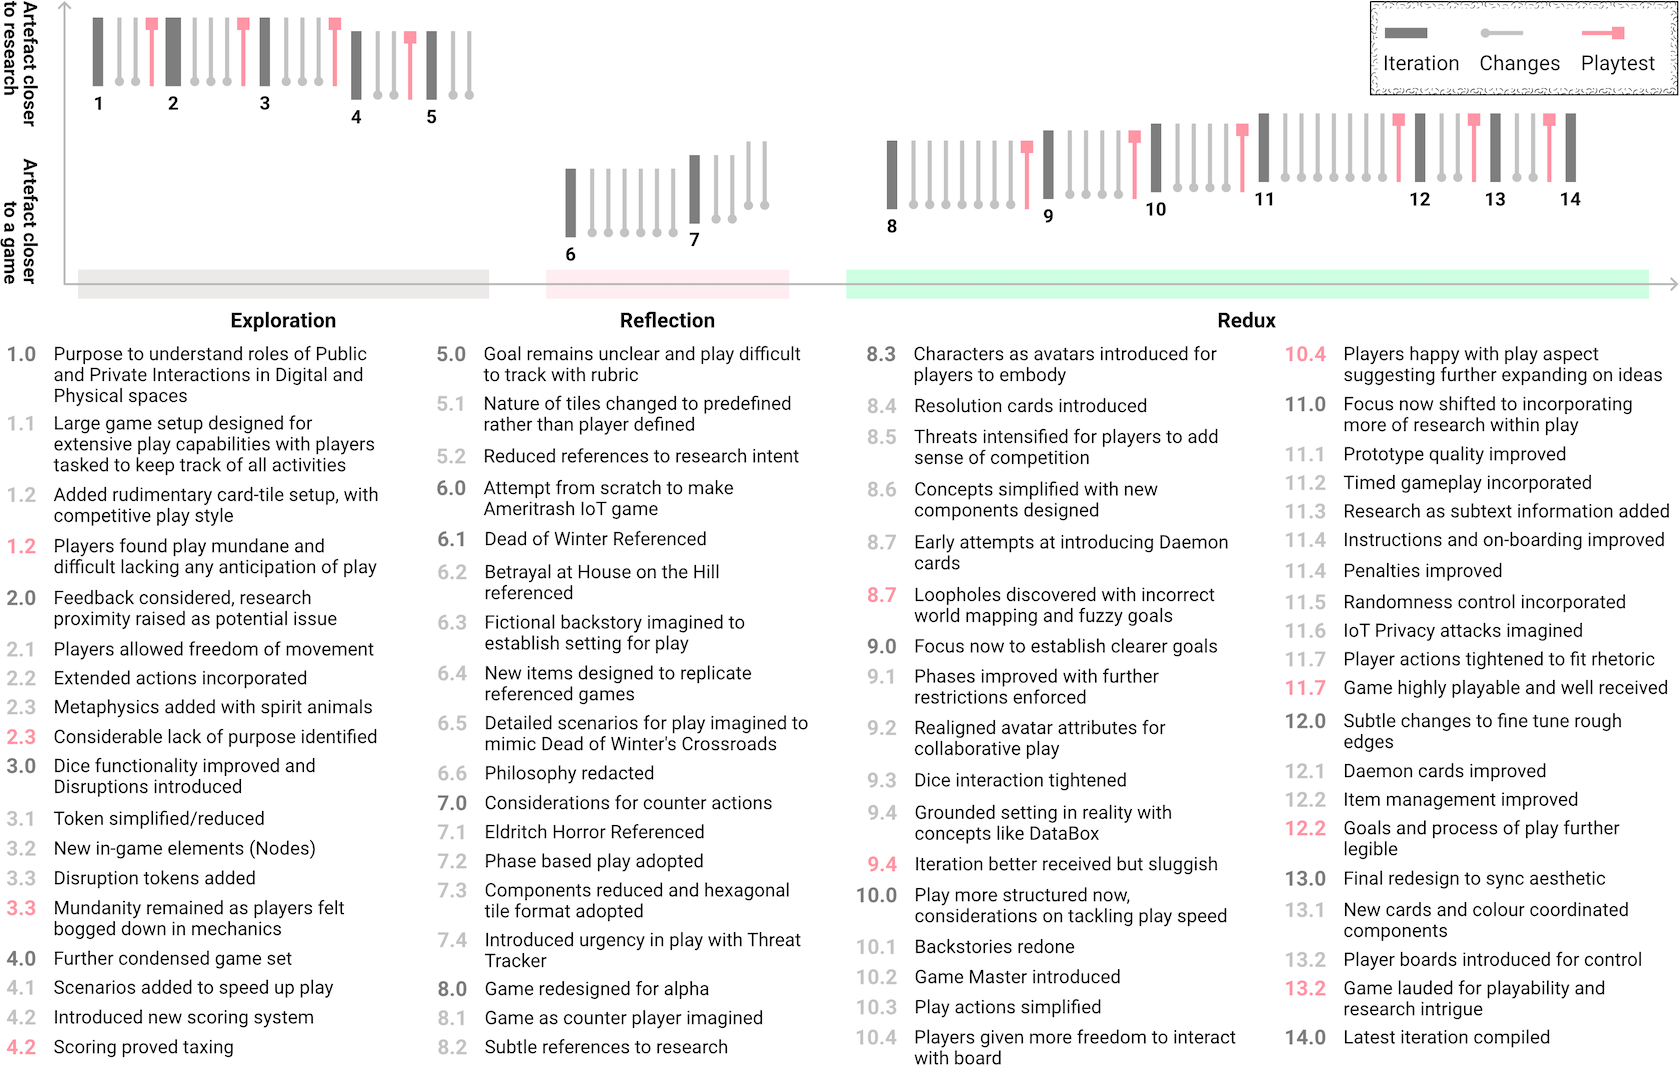 Artefact closer
to research
Artefact closer
to a game
Iteration
Changes
Playtest
1
2
3
4
5
6
7
8
9
10
11
12
13
14
Exploration
Reflection
Redux
1.0 Purpose to understand roles of Public
and Private Interactions in Digital and
Physical spaces
1.1 Large game setup designed for
extensive play capabilities with players
tasked to keep track of all activities
1.2 Added rudimentary card-tile setup, with
competitive play style
1.2 Players found play mundane and
difficult lacking any anticipation of play
2.0 Feedback considered, research
proximity raised as potential issue
2.1 Players allowed freedom of movement
2.2 Extended actions incorporated
2.3 Metaphysics added with spirit animals
2.3 Considerable lack of purpose identified
3.0 Dice functionality improved and
Disruptions introduced
3.1 Token simplified/reduced
3.2 New in-game elements (Nodes)
3.3 Disruption tokens added
3.3 Mundanity remained as players felt
bogged down in mechanics
4.0 Further condensed game set
4.1 Scenarios added to speed up play
4.2 Introduced new scoring system
4.2 Scoring proved taxing
5.0 Goal remains unclear and play difficult
to track with rubric
5.1 Nature of tiles changed to predefined
rather than player defined
5.2 Reduced references to research intent
6.0 Attempt from scratch to make
Ameritrash IoT game
6.1 Dead of Winter Referenced
6.2 Betrayal at House on the Hill
referenced
6.3 Fictional backstory imagined to
establish setting for play
6.4 New items designed to replicate
referenced games
6.5 Detailed scenarios for play imagined to
mimic Dead of Winter's Crossroads
6.6 Philosophy redacted
7.0 Considerations for counter actions
7.1 Eldritch Horror Referenced
7.2 Phase based play adopted
7.3 Components reduced and hexagonal
tile format adopted
7.4 Introduced urgency in play with Threat
Tracker
8.0 Game redesigned for alpha
8.1 Game as counter player imagined
8.2 Subtle references to research
8.3 Characters as avatars introduced for
players to embody
8.4 Resolution cards introduced
8.5 Threats intensified for players to add
sense of competition
8.6 Concepts simplified with new
components designed
8.7 Early attempts at introducing Daemon
cards
8.7 Loopholes discovered with incorrect
world mapping and fuzzy goals
9.0 Focus now to establish clearer goals
9.1 Phases improved with further
restrictions enforced
9.2 Realigned avatar attributes for
collaborative play
9.3 Dice interaction tightened
9.4 Grounded setting in reality with
concepts like DataBox
9.4 Iteration better received but sluggish
10.0 Play more structured now,
considerations on tackling play speed
10.1 Backstories redone
10.2 Game Master introduced
10.3 Play actions simplified
10.4 Players given more freedom to interact
with board
10.4 Players happy with play aspect
suggesting further expanding on ideas
11.0 Focus now shifted to incorporating
more of research within play
11.1 Prototype quality improved
11.2 Timed gameplay incorporated
11.3 Research as subtext information added
11.4 Instructions and on-boarding improved
11.4 Penalties improved
11.5 Randomness control incorporated
11.6 IoT Privacy attacks imagined
11.7 Player actions tightened to fit rhetoric
11.7 Game highly playable and well received
12.0 Subtle changes to fine tune rough
edges
12.1 Daemon cards improved
12.2 Item management improved
12.2 Goals and process of play further
legible
13.0 Final redesign to sync aesthetic
13.1 New cards and colour coordinated
components
13.2 Player boards introduced for control
13.2 Game lauded for playability and
research intrigue
14.0 Latest iteration compiled